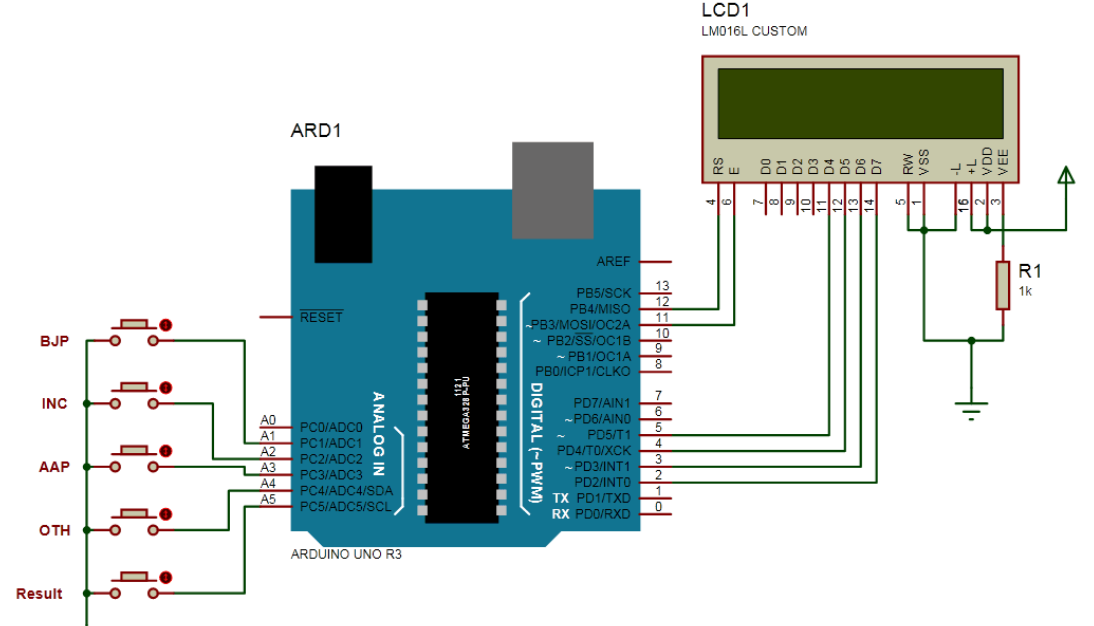 LCD1
LM016L CUSTOM
RS
E
D0
D1
D2
D3
D4
D5
D6
D7
RW
VSS
-L
+L
VDD
VEE
4
6
7
8
9
10
11
12
13
14
5
1
16
2
3
R1
1k
ARD1
AREF
RESET
PB5/SCK 13
PB4/MISO 12
~PB3/MOSI/OC2A 11
~ PB2/SS/OC1B 10
~ PB1/OC1A 9
PB0/ICP1/CLKO 8
PD7/AIN1 7
~PD6/AIN0 6
~ PD5/T1 5
PD4/T0/XCK 4
~PD3/INT1 3
PD2/INT0 2
TX PD1/TXD 1
RX PD0/RXD 0
DIGITAL (~PWM)
1121
ATMEGA328P-PU
ANALOG IN
A0 PC0/ADC0
A1 PC1/ADC1
A2 PC2/ADC2
A3 PC3/ADC3
A4 PC4/ADC4/SDA
A5 PC5/ADC5/SCL
ARDUINO UNO R3
BJP
INC
AAP
OTH
Result